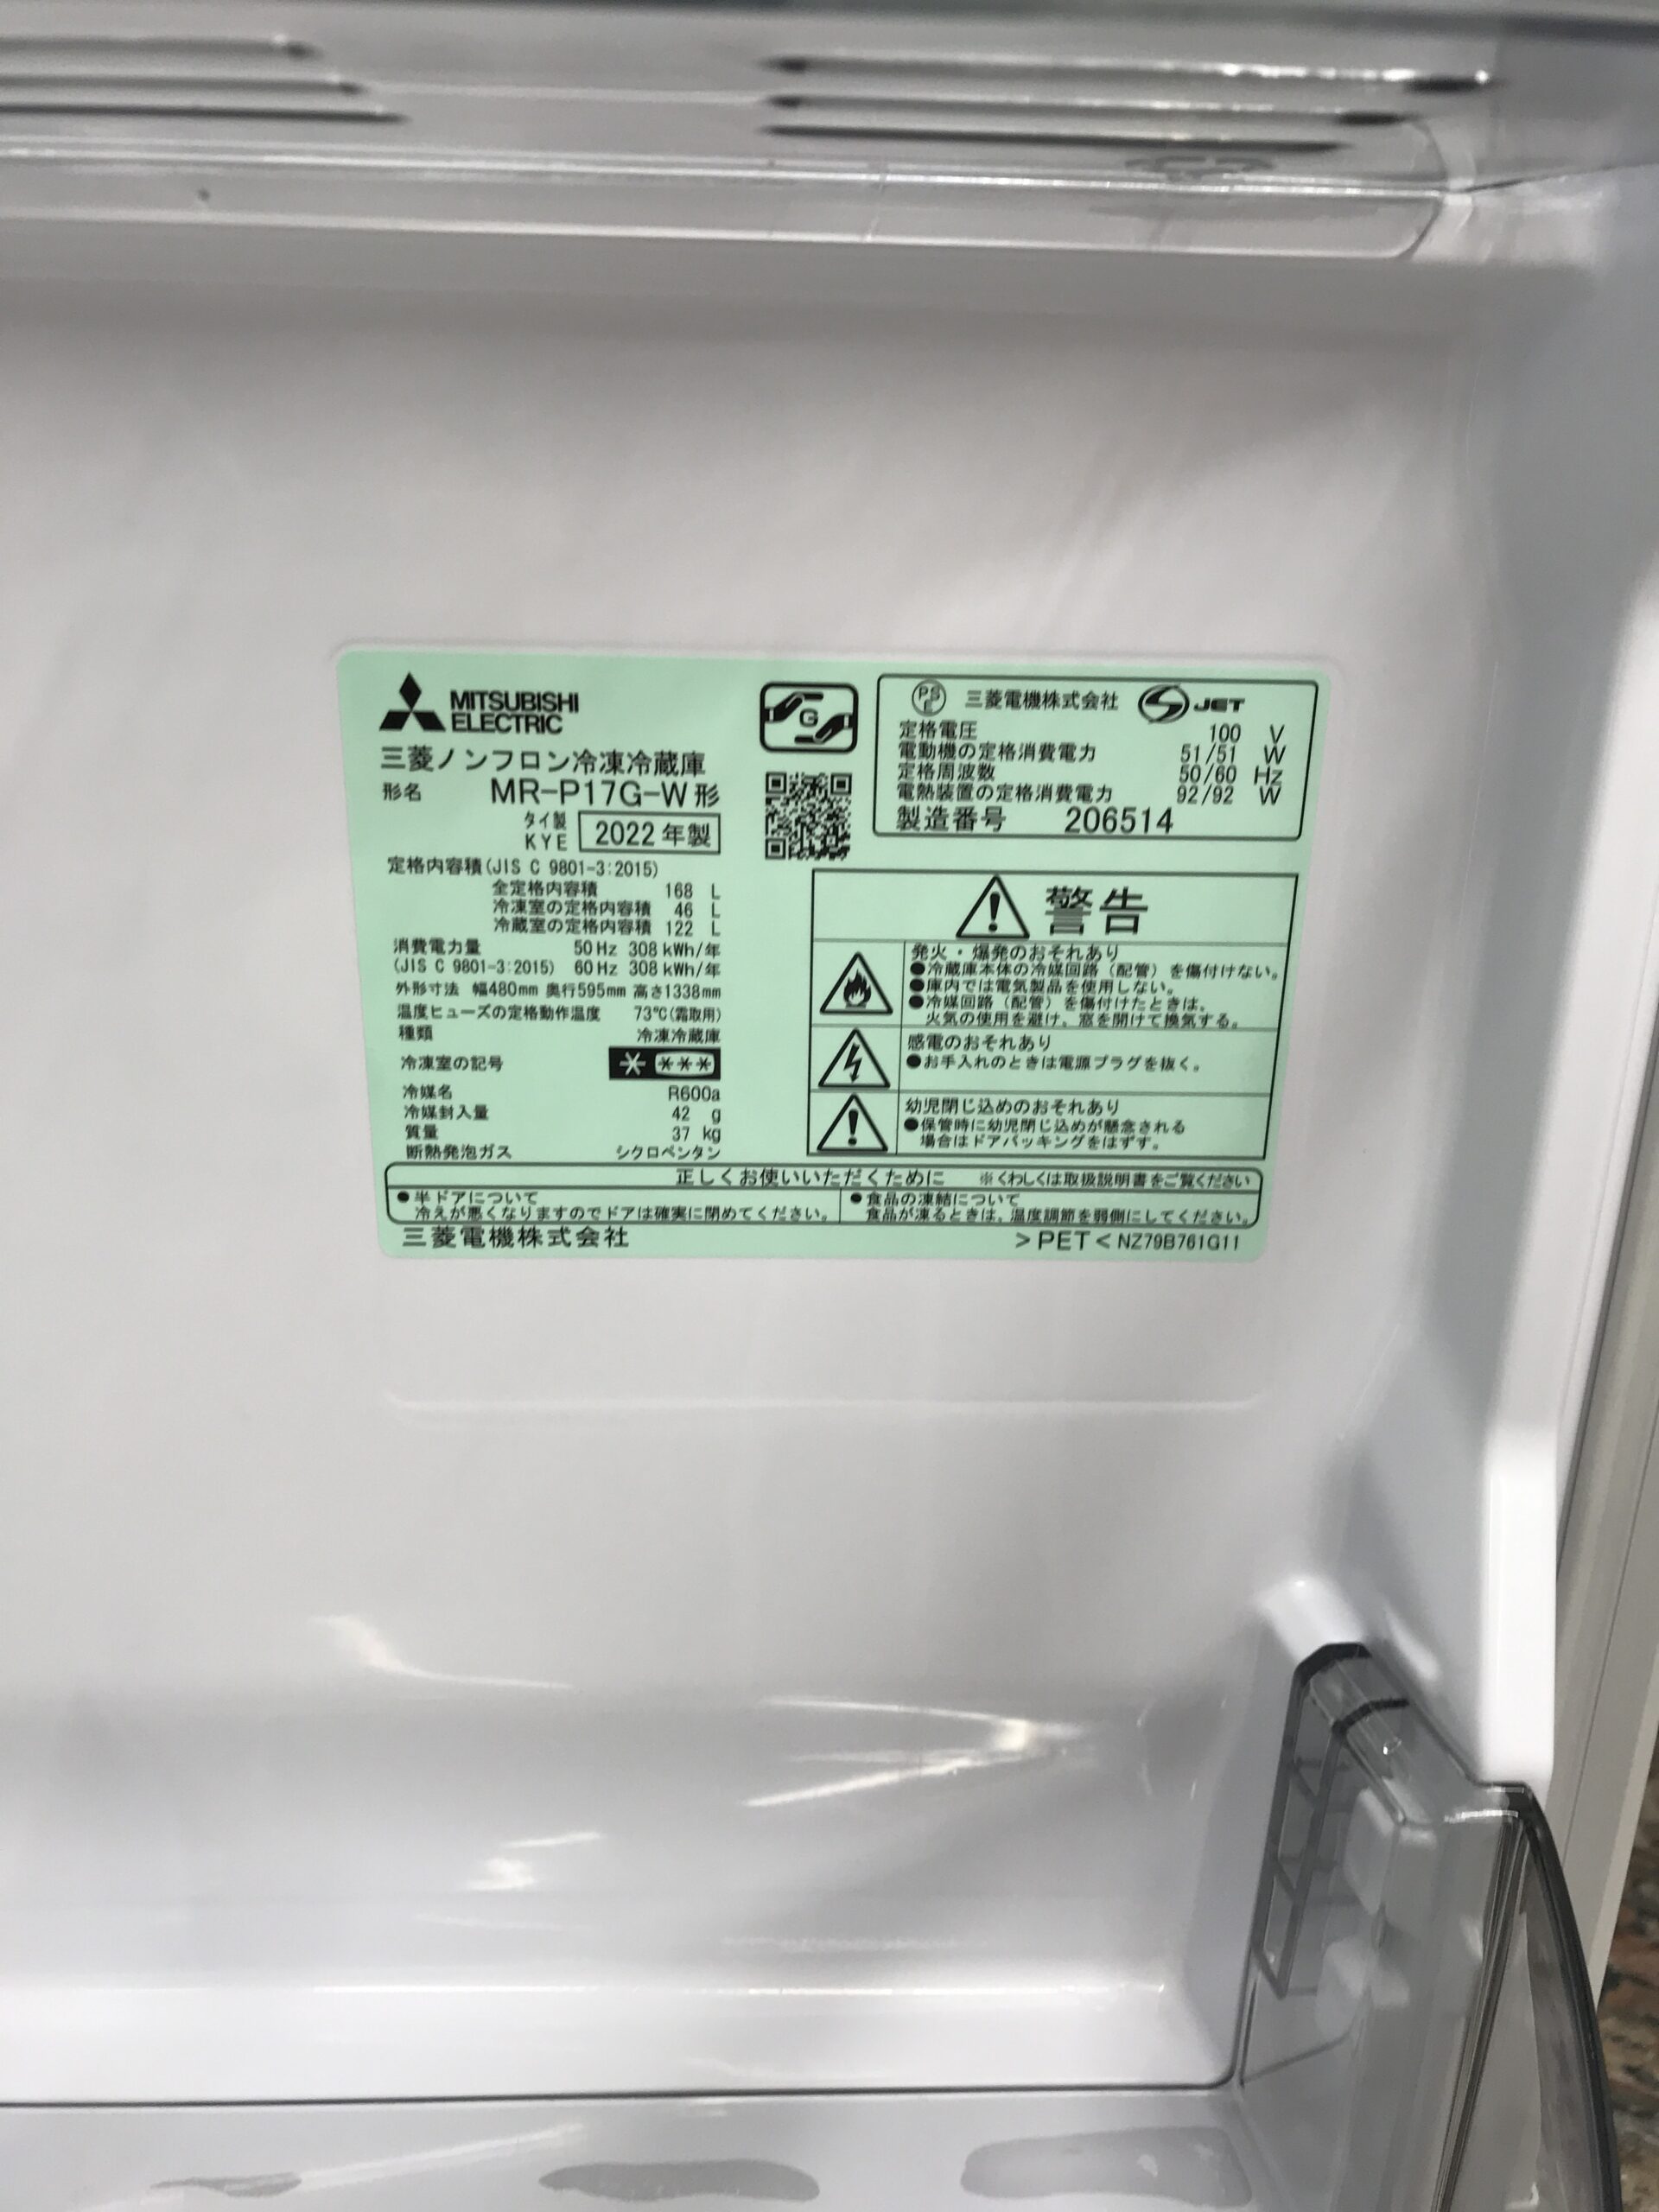 MITSUBISHI
ELECTRIC
三菱ノンフロン冷凍冷蔵庫
形名 MR-P17G-W形
タイ製
KYE 2022年製
定格内容積(JIS C 9801-3:2015)
全定格内容積 168 L
冷凍室の定格内容積 46 L
冷蔵室の定格内容積 122 L
消費電力量 50Hz 308kWh/年
(JIS C 9801-3:2015) 60Hz 308kWh/年
外形寸法 幅480mm 奥行595mm 高さ1338mm
温度ヒューズの定格動作温度 73℃(霜取用)
種類 冷凍冷蔵庫
冷凍室の記号 * ***
冷媒名 R600a
冷媒封入量 42 g
質量 37 kg
断熱発泡ガス シクロペンタン
G
PS
E
三菱電機株式会社 S JET
定格電圧 100 V
電動機の定格消費電力 51/51 W
定格周波数 50/60 Hz
電熱装置の定格消費電力 92/92 W
製造番号 206514
警告
発火・爆発のおそれあり
●冷蔵庫本体の冷媒回路(配管)を傷付けない。
●庫内では電気製品を使用しない。
●冷媒回路(配管)を傷付けたときは、
火気の使用を避け、窓を開けて換気する。
感電のおそれあり
●お手入れのときは電源プラグを抜く。
幼児閉じ込めのおそれあり
●保管時に幼児閉じ込めが懸念される
場合はドアパッキングをはずす。
正しくお使いいただくために ※くわしくは取扱説明書をご覧ください
●半ドアについて
冷えが悪くなりますのでドアは確実に閉めてください。
●食品の凍結について
食品が凍るときは、温度調節を弱側にしてください。
三菱電機株式会社 >PET< NZ79B761G11